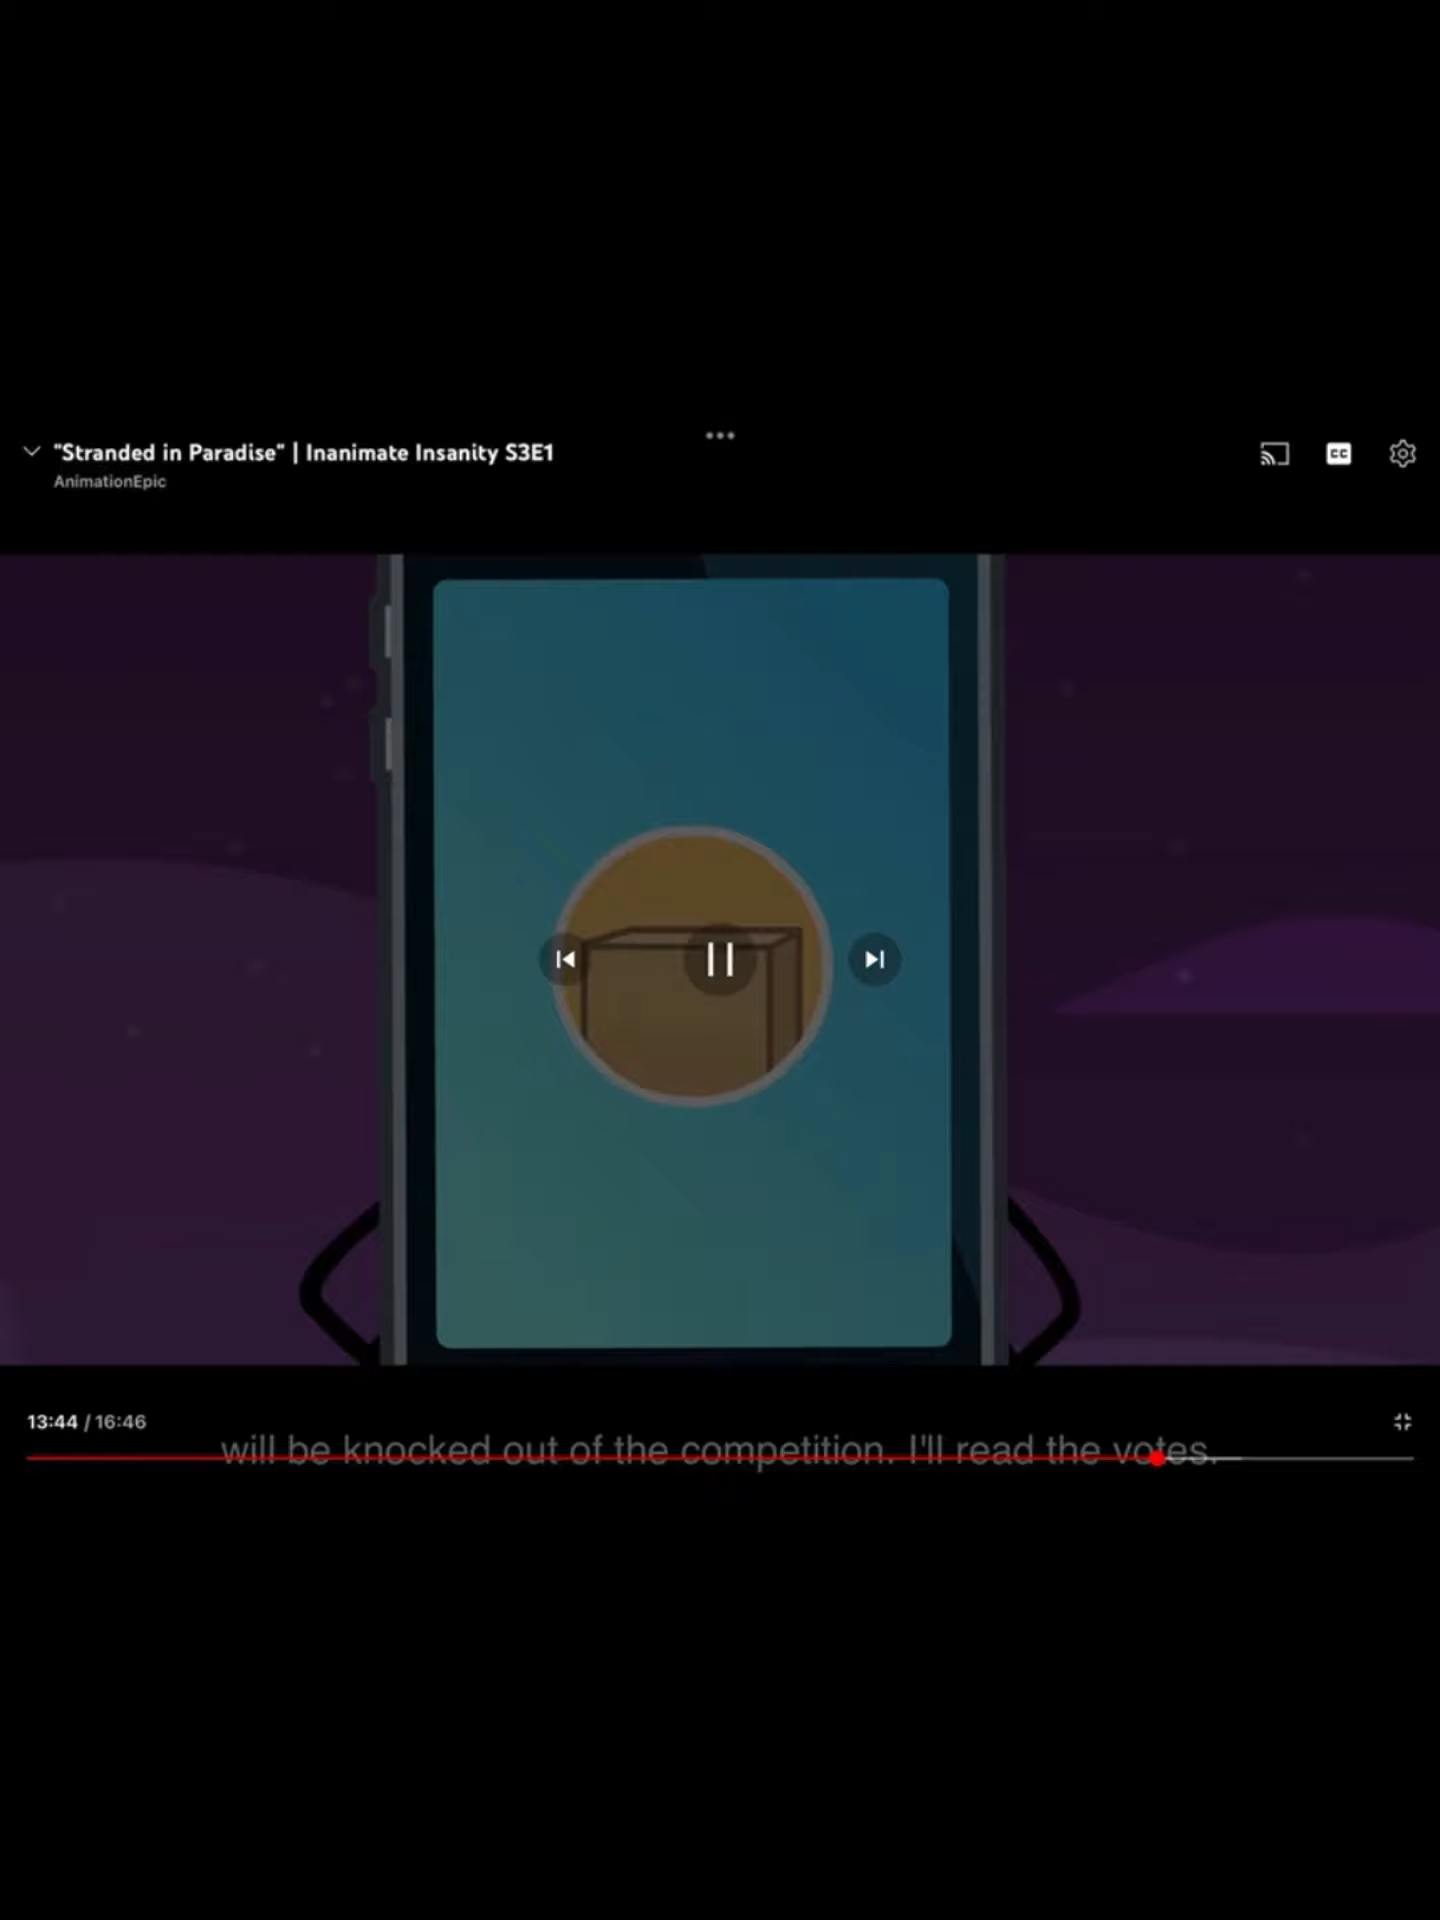 "Stranded in Paradise" | Inanimate Insanity S3E1
AnimationEpic
CC
13:44 / 16:46
will be knocked out of the competition. I'll read the votes.